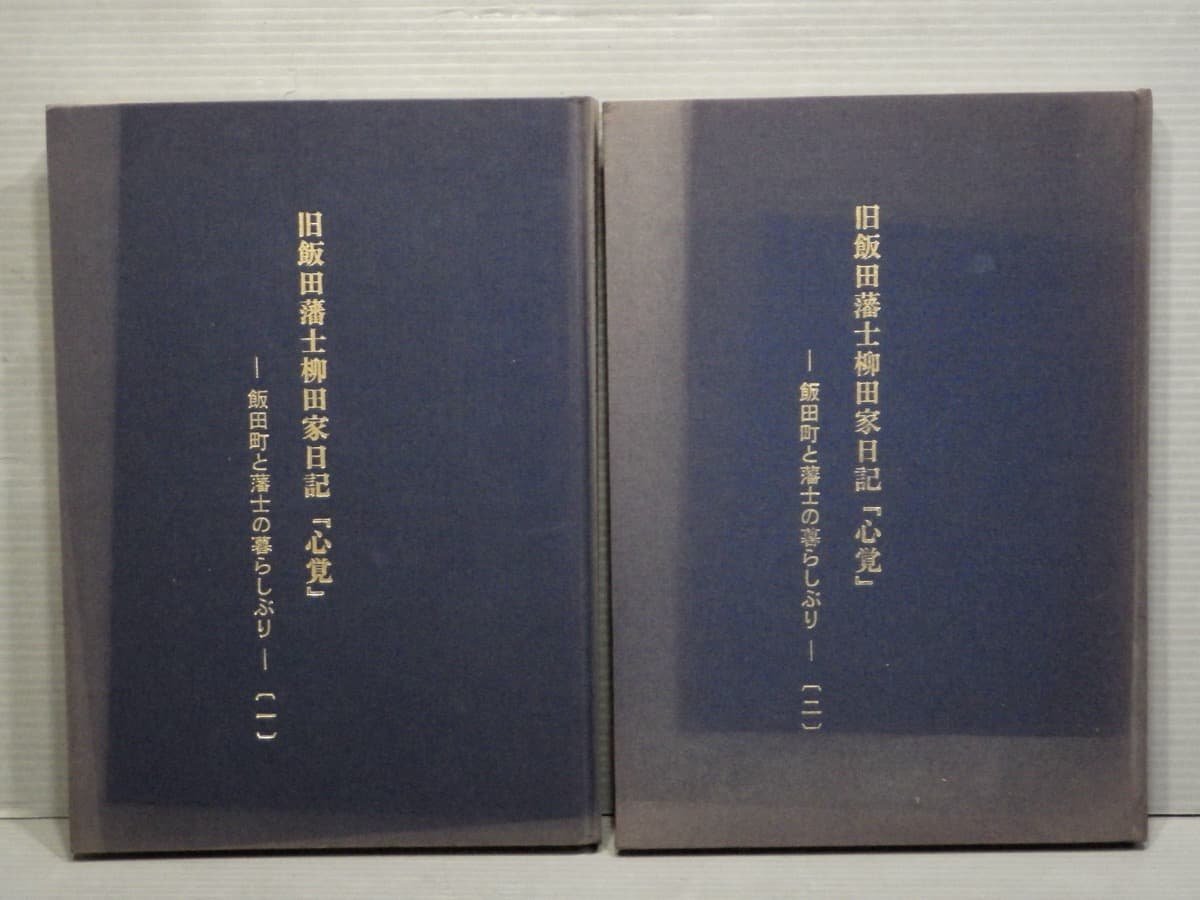 旧飯田藩士柳田家日記『心覚』
―飯田町と藩士の暮らしぶり―〔一〕
旧飯田藩士柳田家日記『心覚』
―飯田町と藩士の暮らしぶり―〔二〕